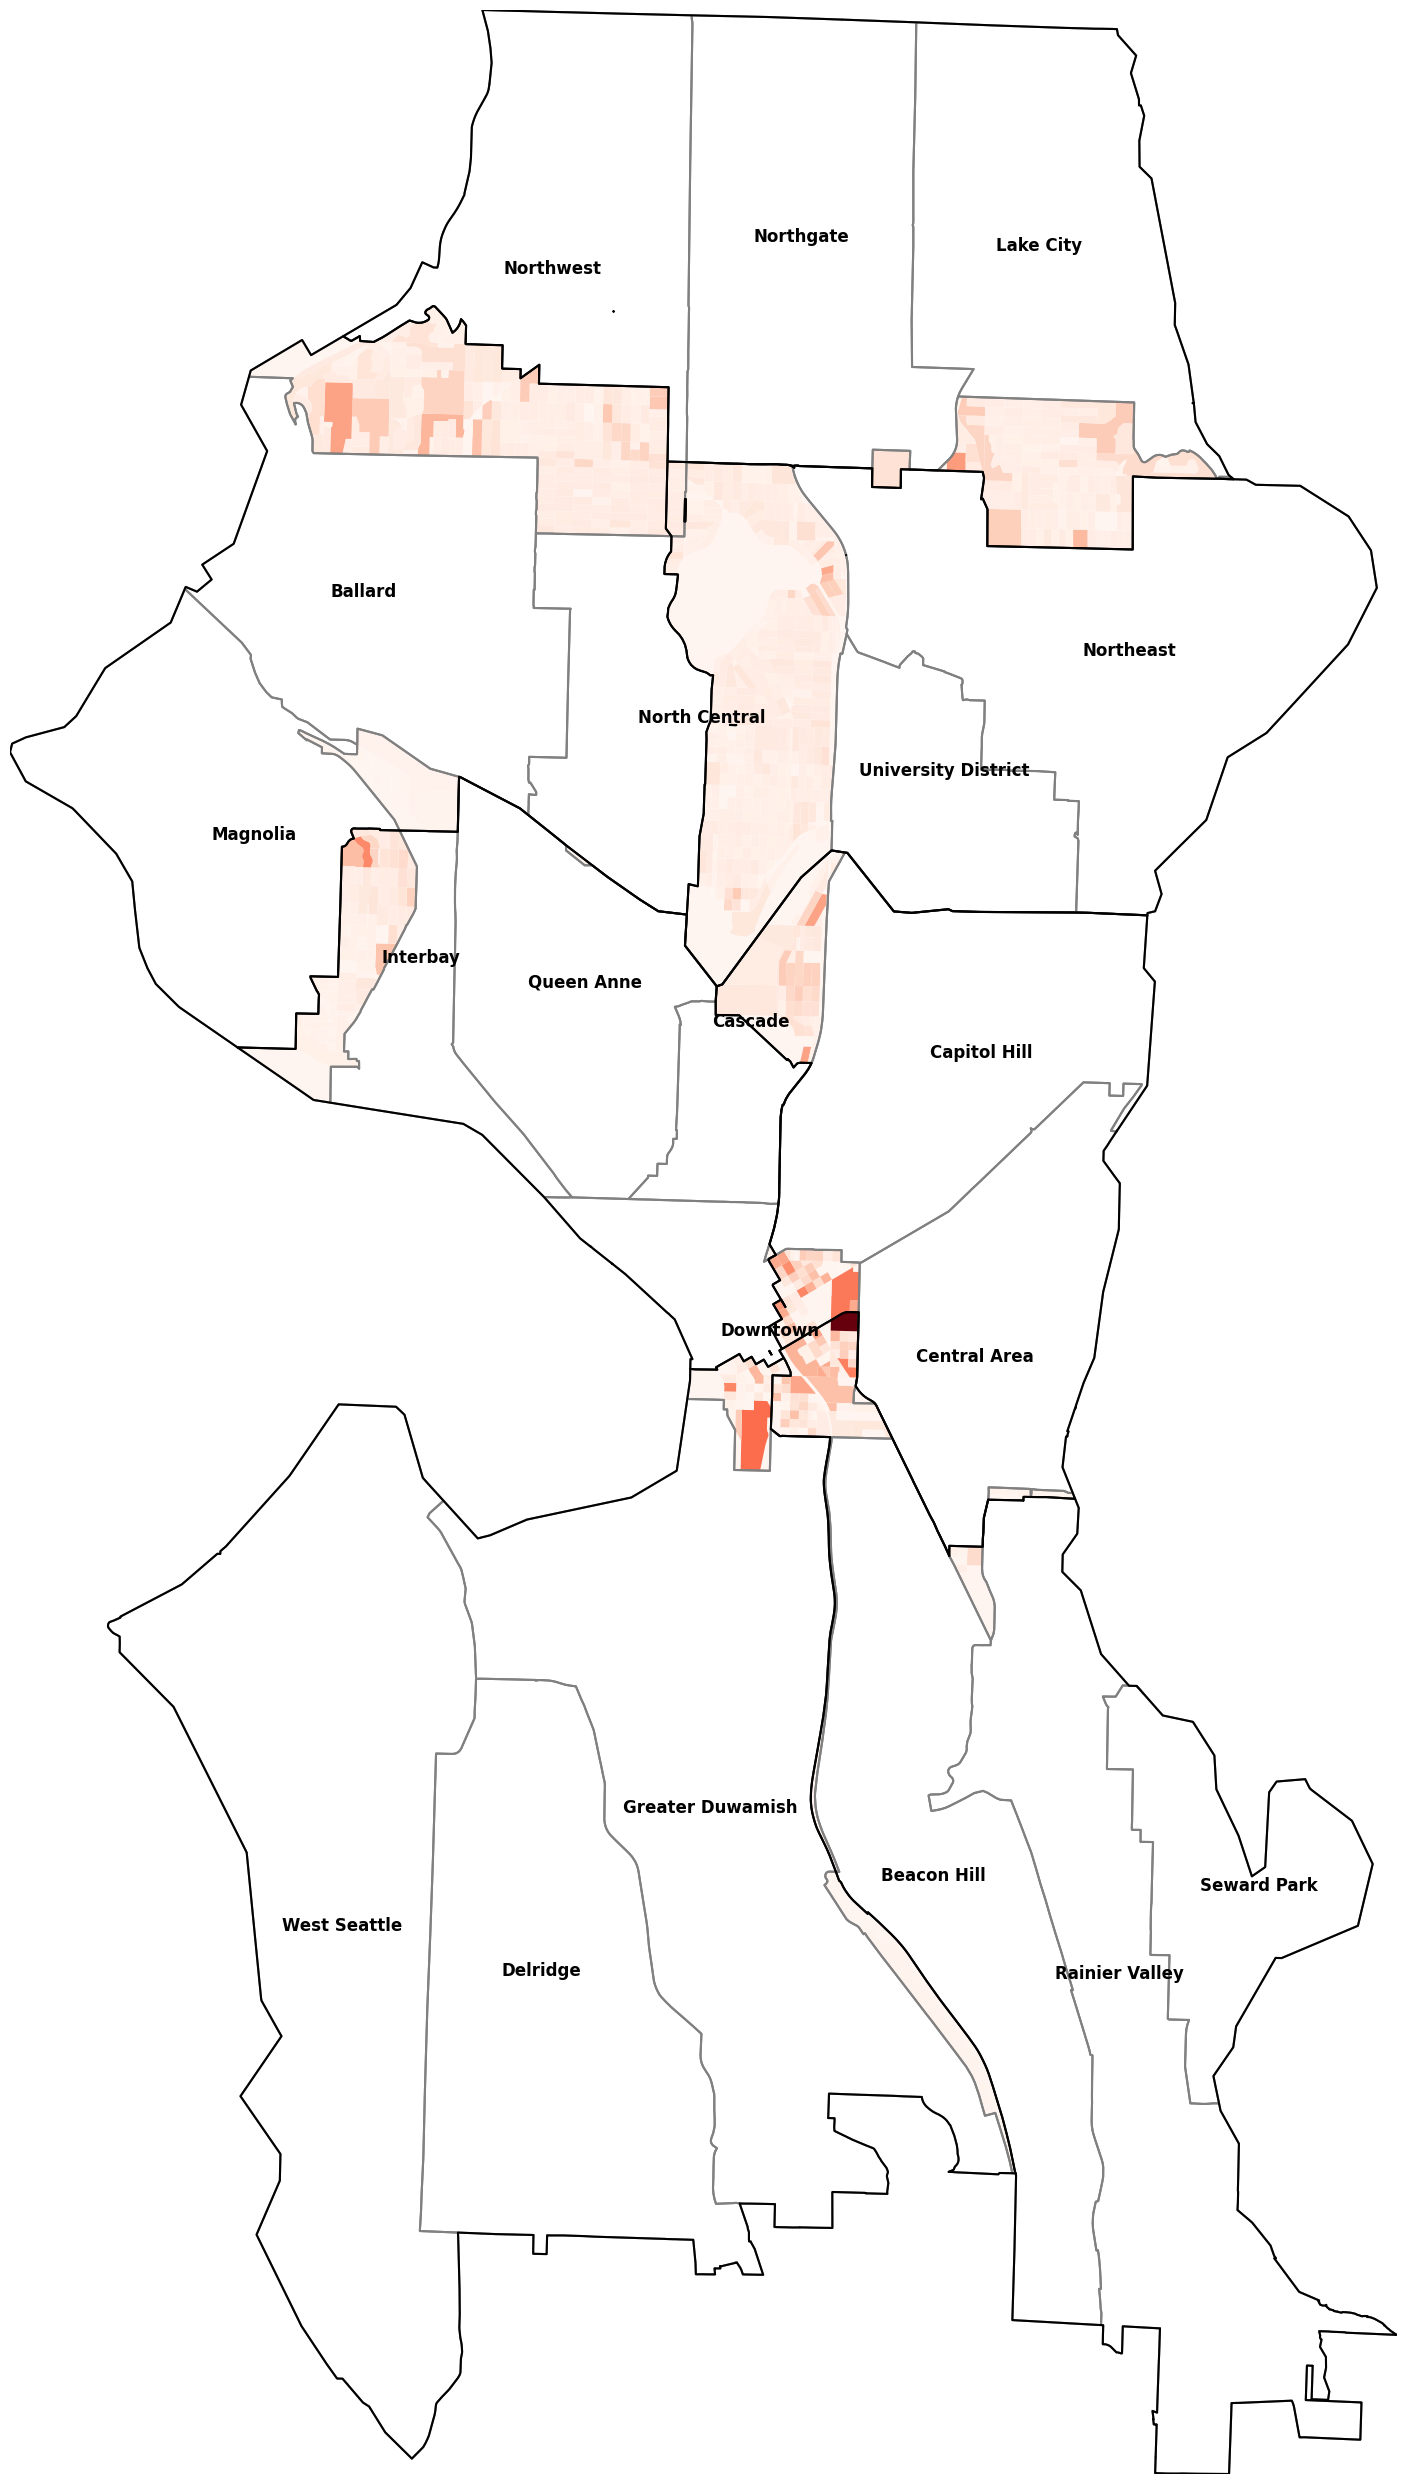 Northgate
Lake City
Northwest
Ballard
Northeast
North Central
University District
Magnolia
Interbay
Queen Anne
Cascade
Capitol Hill
Downtown
Central Area
Greater Duwamish
Beacon Hill
Seward Park
West Seattle
Delridge
Rainier Valley